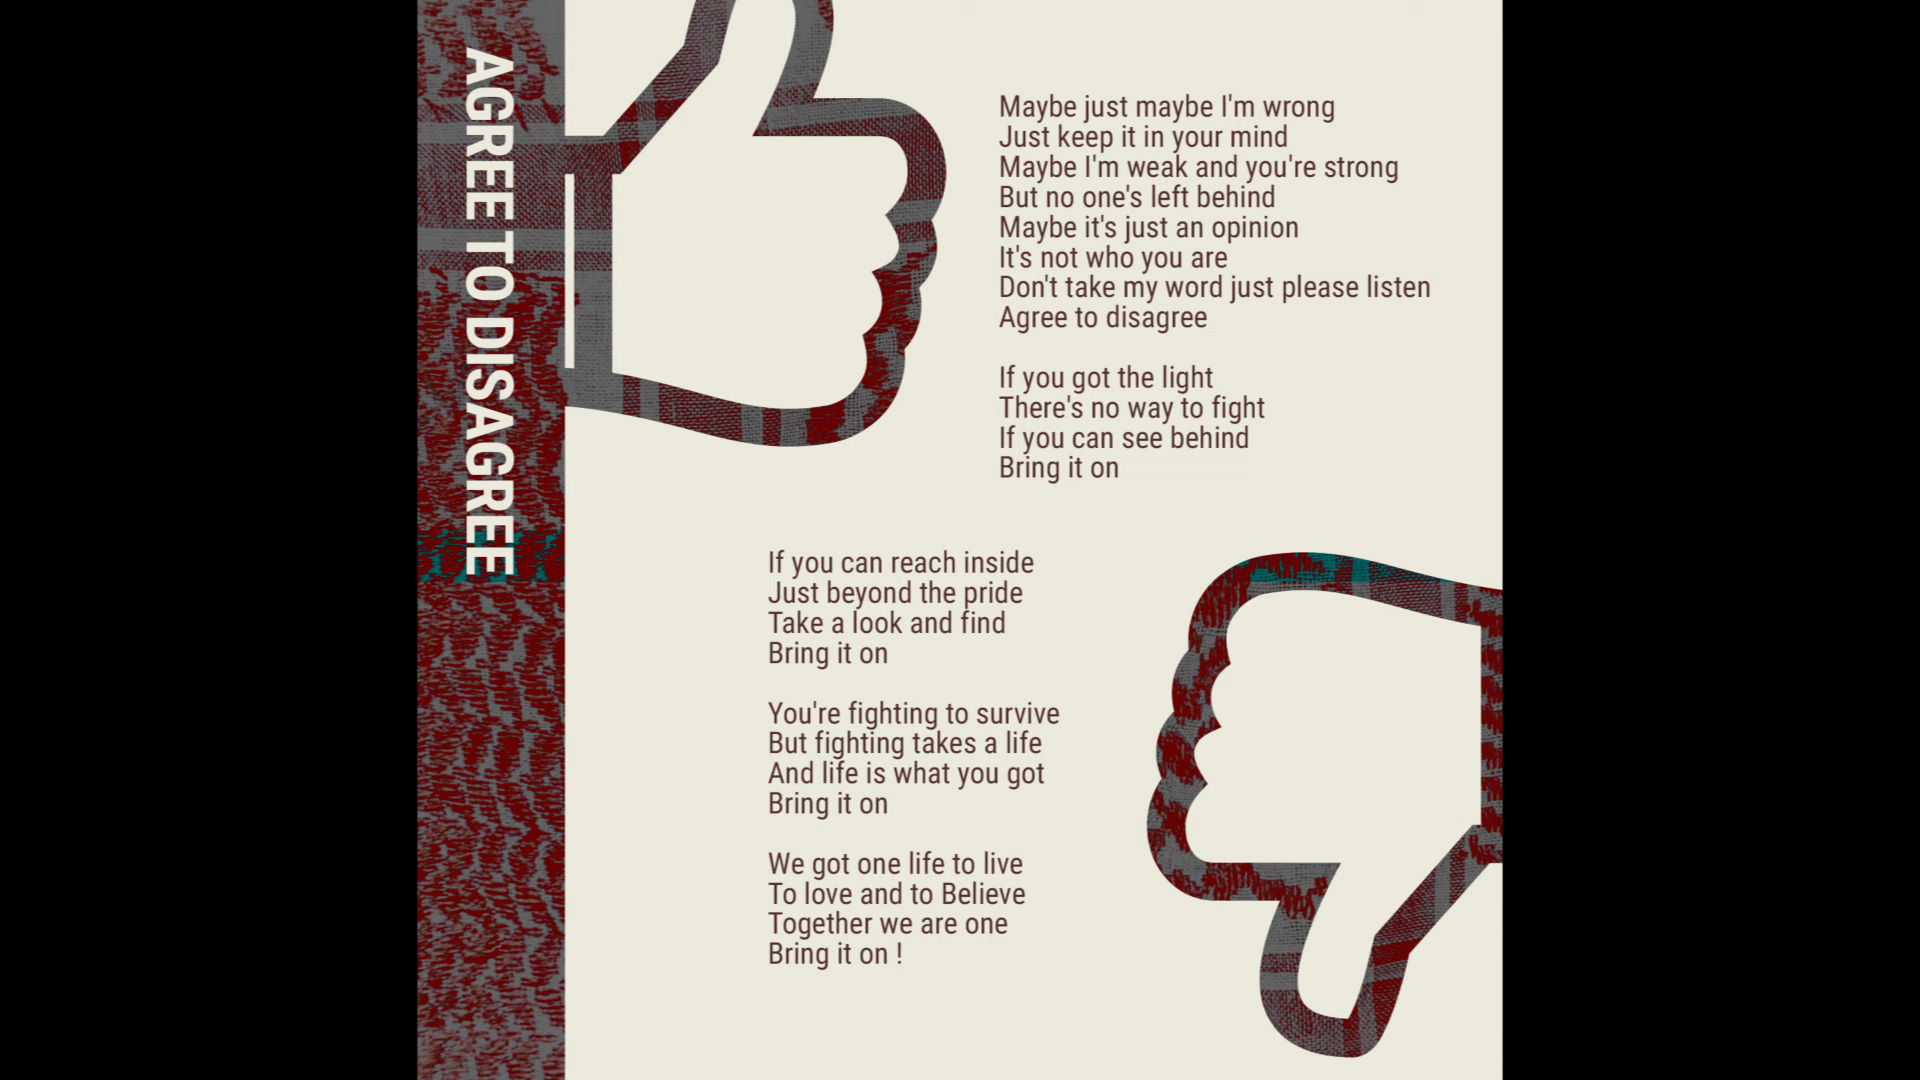 AGREE TO DISAGREE
Maybe just maybe I'm wrong
Just keep it in your mind
Maybe I'm weak and you're strong
But no one's left behind
Maybe it's just an opinion
It's not who you are
Don't take my word just please listen
Agree to disagree
If you got the light
There's no way to fight
If you can see behind
Bring it on
If you can reach inside
Just beyond the pride
Take a look and find
Bring it on
You're fighting to survive
But fighting takes a life
And life is what you got
Bring it on
We got one life to live
To love and to Believe
Together we are one
Bring it on !